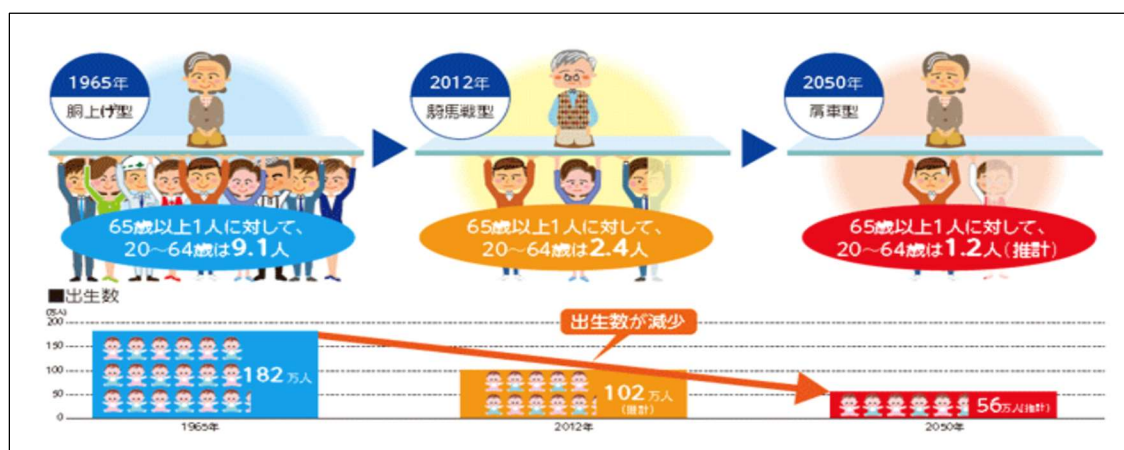 1965年
胴上げ型
2012年
騎馬戦型
2050年
肩車型
65歳以上1人に対して、
20～64歳は9.1人
65歳以上1人に対して、
20～64歳は2.4人
65歳以上1人に対して、
20～64歳は1.2人(推計)
■出生数
(万人)
200
150
100
50
0
出生数が減少
182万人
102万人
(推計)
56万人(推計)
1965年
2012年
2050年